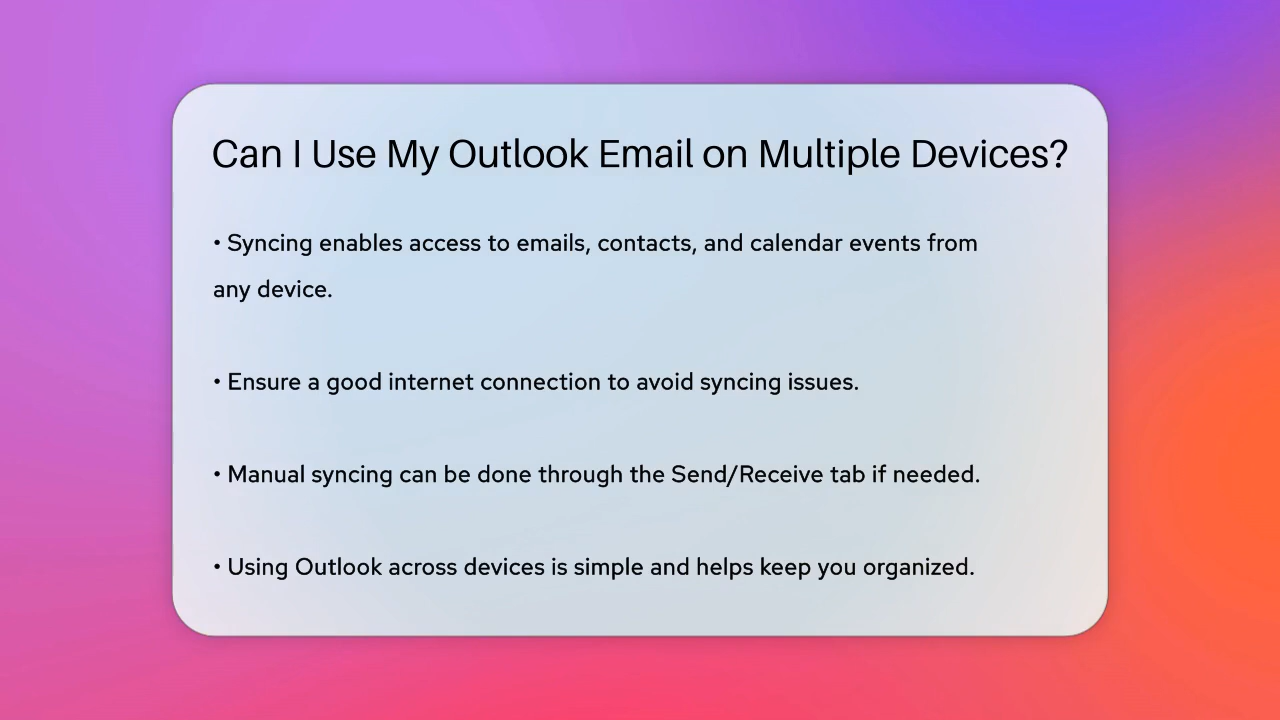 Can I Use My Outlook Email on Multiple Devices?
• Syncing enables access to emails, contacts, and calendar events from
any device.
• Ensure a good internet connection to avoid syncing issues.
• Manual syncing can be done through the Send/Receive tab if needed.
• Using Outlook across devices is simple and helps keep you organized.